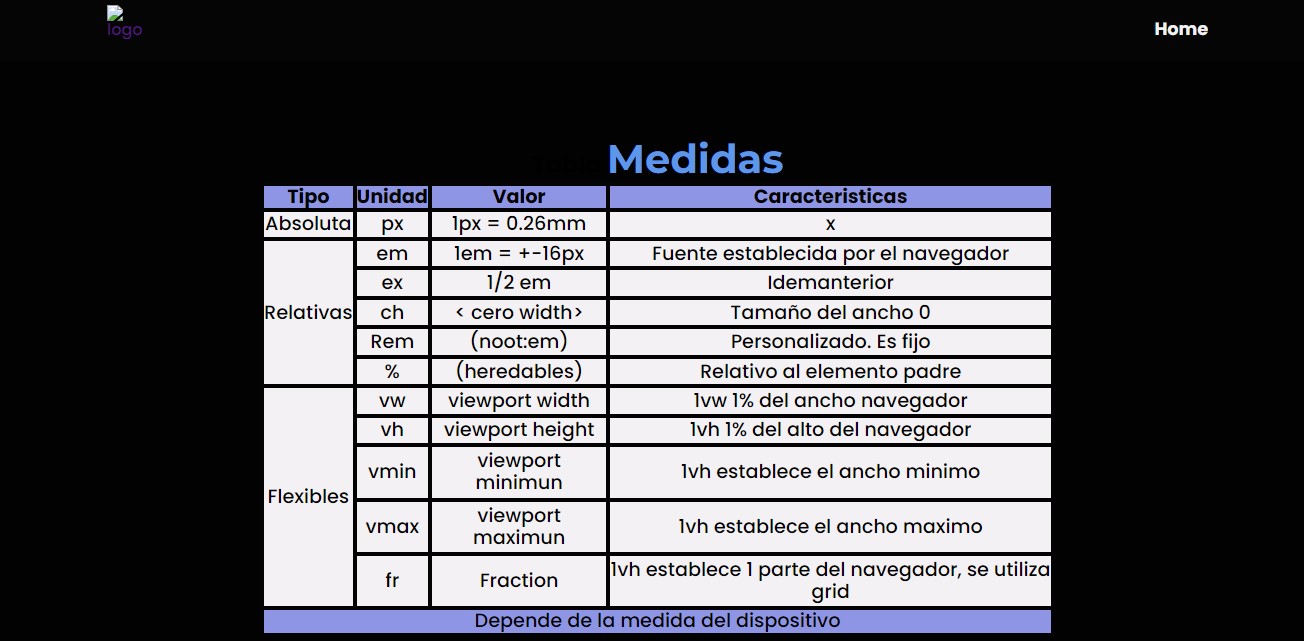 logo
Home
Tabla Medidas
Tipo Unidad Valor Caracteristicas
Absoluta px 1px = 0.26mm x
Relativas
em 1em = +-16px Fuente establecida por el navegador
ex 1/2 em Idemanterior
ch < cero width> Tamaño del ancho 0
Rem (noot:em) Personalizado. Es fijo
% (heredables) Relativo al elemento padre
Flexibles
vw viewport width 1vw 1% del ancho navegador
vh viewport height 1vh 1% del alto del navegador
vmin viewport
minimun
1vh establece el ancho minimo
vmax viewport
maximun
1vh establece el ancho maximo
fr Fraction 1vh establece 1 parte del navegador, se utiliza
grid
Depende de la medida del dispositivo